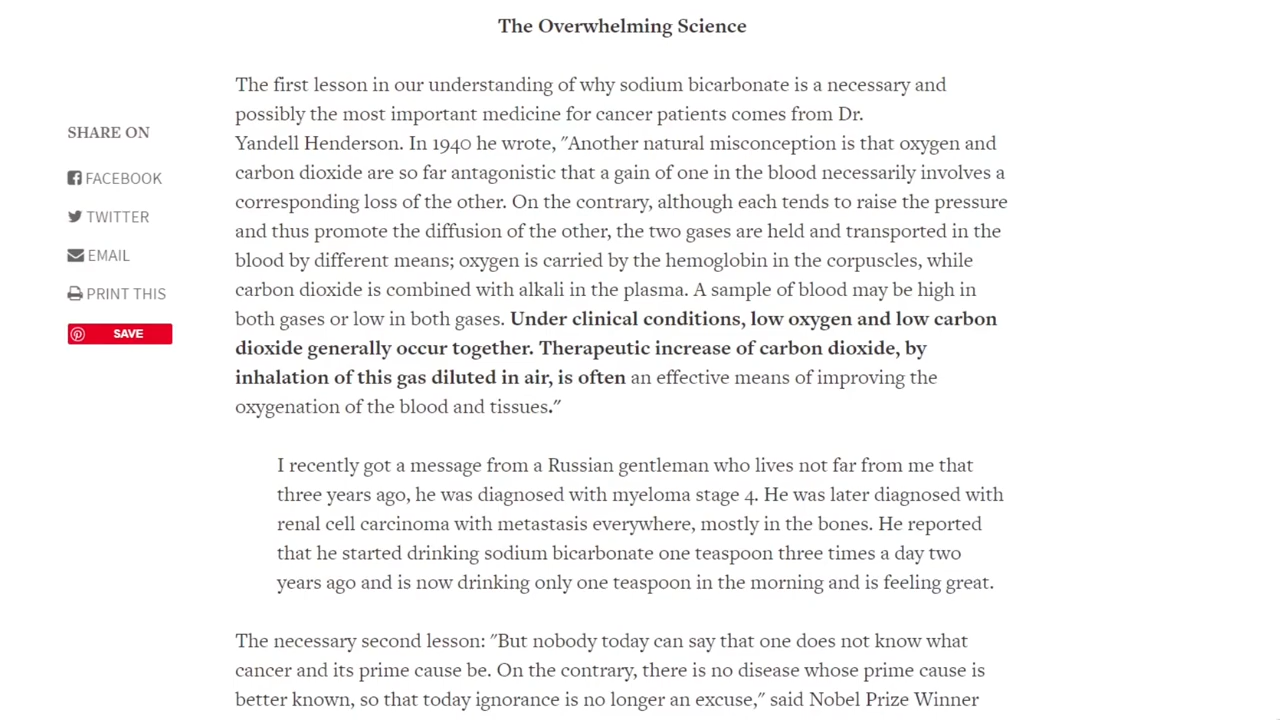 The Overwhelming Science
The first lesson in our understanding of why sodium bicarbonate is a necessary and
possibly the most important medicine for cancer patients comes from Dr.
Yandell Henderson. In 1940 he wrote, "Another natural misconception is that oxygen and
carbon dioxide are so far antagonistic that a gain of one in the blood necessarily involves a
corresponding loss of the other. On the contrary, although each tends to raise the pressure
and thus promote the diffusion of the other, the two gases are held and transported in the
blood by different means; oxygen is carried by the hemoglobin in the corpuscles, while
carbon dioxide is combined with alkali in the plasma. A sample of blood may be high in
both gases or low in both gases. Under clinical conditions, low oxygen and low carbon
dioxide generally occur together. Therapeutic increase of carbon dioxide, by
inhalation of this gas diluted in air, is often an effective means of improving the
oxygenation of the blood and tissues."
I recently got a message from a Russian gentleman who lives not far from me that
three years ago, he was diagnosed with myeloma stage 4. He was later diagnosed with
renal cell carcinoma with metastasis everywhere, mostly in the bones. He reported
that he started drinking sodium bicarbonate one teaspoon three times a day two
years ago and is now drinking only one teaspoon in the morning and is feeling great.
The necessary second lesson: "But nobody today can say that one does not know what
cancer and its prime cause be. On the contrary, there is no disease whose prime cause is
better known, so that today ignorance is no longer an excuse," said Nobel Prize Winner
SHARE ON
FACEBOOK
TWITTER
EMAIL
PRINT THIS
SAVE